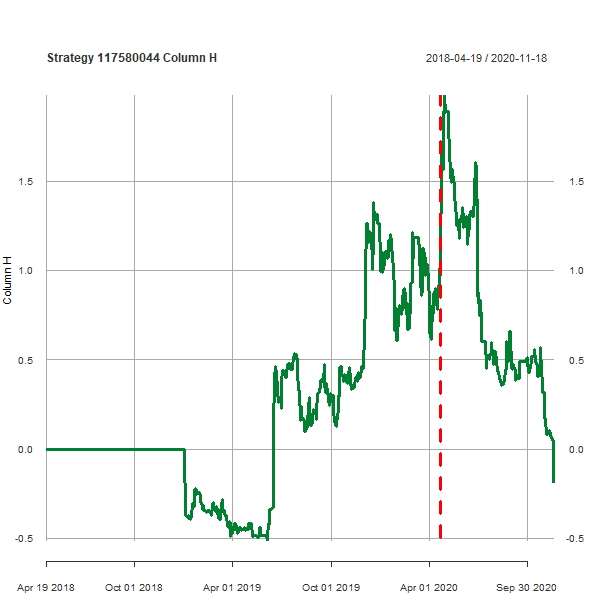 Strategy 117580044 Column H 2018-04-19 / 2020-11-18
1.5 1.5
1.0 1.0
Column H
0.5 0.5
0.0 0.0
-0.5 -0.5
Apr 19 2018 Oct 01 2018 Apr 01 2019 Oct 01 2019 Apr 01 2020 Sep 30 2020